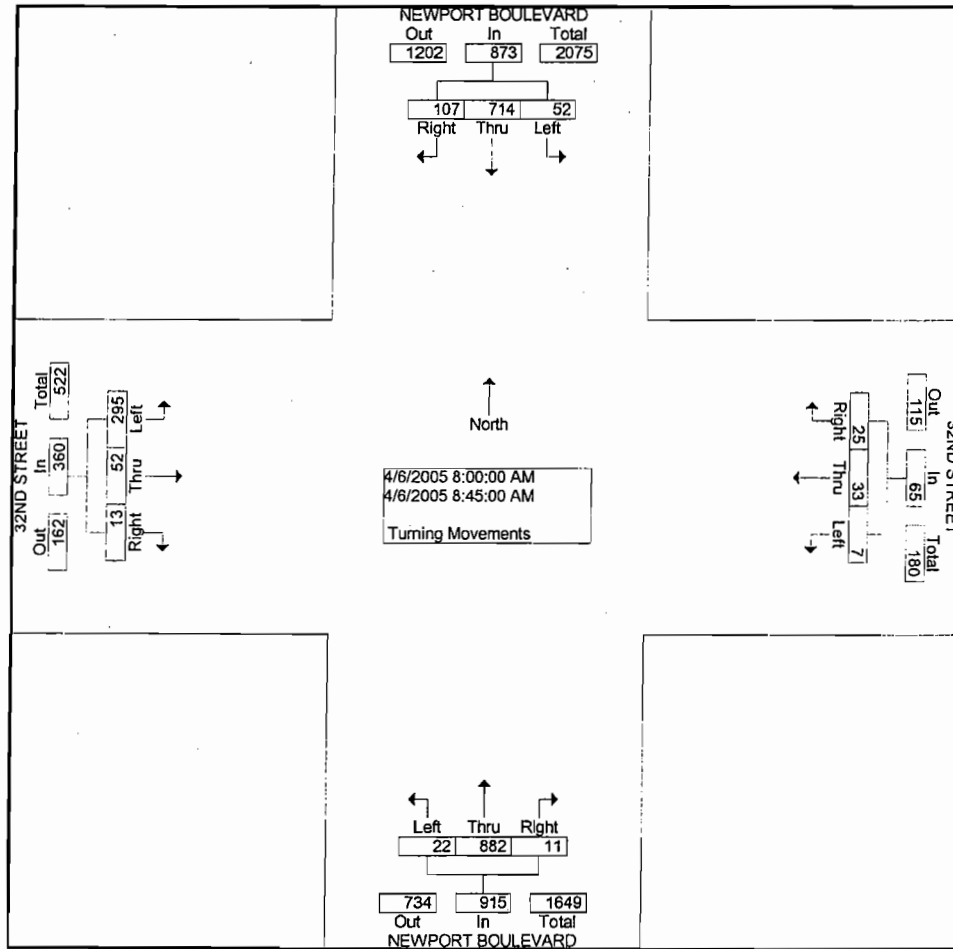 NEWPORT BOULEVARD
Out In Total
1202 873 2075
107 714 52
Right Thru Left
32ND STREET
Total In Out
522 360 162
295 52 13
Left Thru Right
North
4/6/2005 8:00:00 AM
4/6/2005 8:45:00 AM
Turning Movements
Right Thru Left
25 33 7
Out In Total
115 65 180
32ND STREET
Left Thru Right
22 882 11
734 915 1649
Out In Total
NEWPORT BOULEVARD